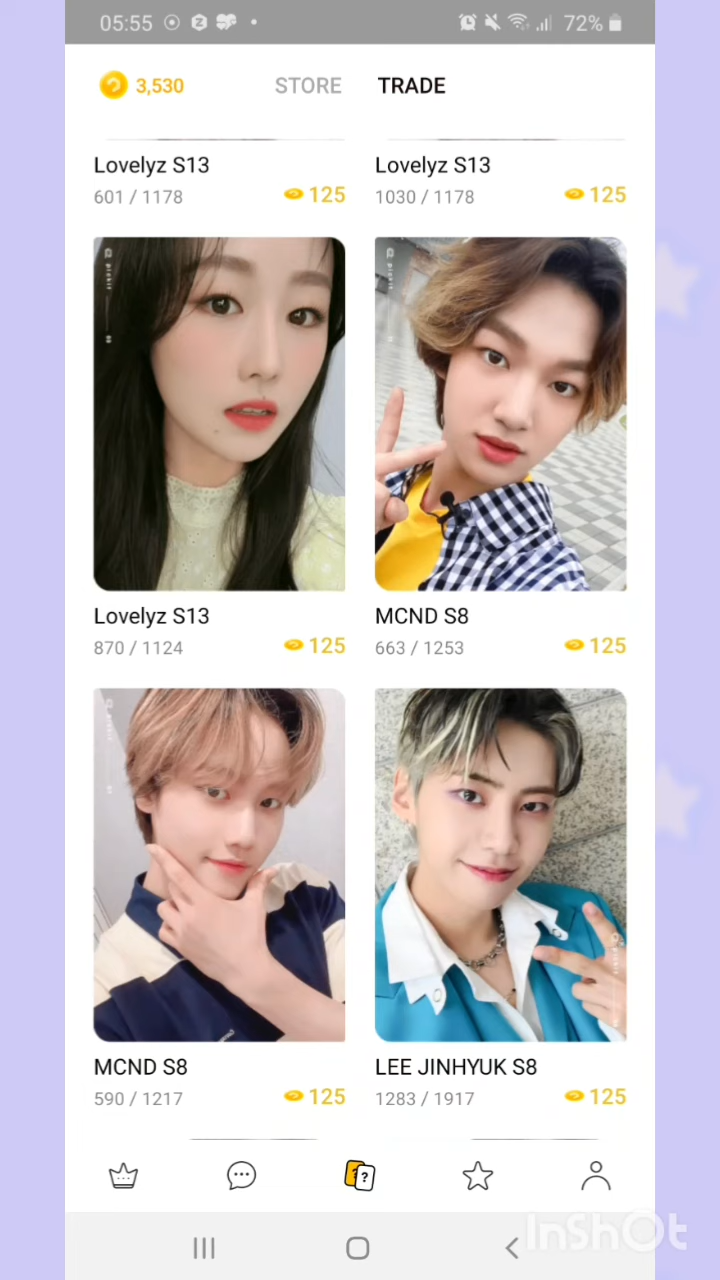 05:55 72%
3,530 STORE TRADE
Lovelyz S13 Lovelyz S13
601 / 1178 125 1030 / 1178 125
Lovelyz S13 MCND S8
870 / 1124 125 663 / 1253 125
MCND S8 LEE JINHYUK S8
590 / 1217 125 1283 / 1917 125
InShOt